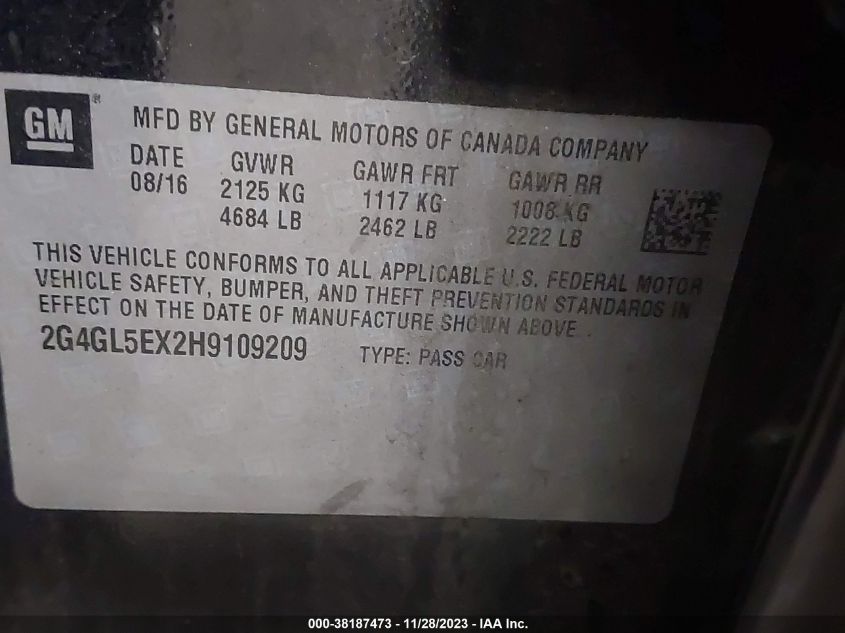 GM®
MFD BY GENERAL MOTORS OF CANADA COMPANY
DATE GVWR GAWR FRT GAWR RR
08/16 2125 KG 1117 KG 1008 KG
4684 LB 2462 LB 2222 LB
THIS VEHICLE CONFORMS TO ALL APPLICABLE U.S. FEDERAL MOTOR
VEHICLE SAFETY, BUMPER, AND THEFT PREVENTION STANDARDS IN
EFFECT ON THE DATE OF MANUFACTURE SHOWN ABOVE.
2G4GL5EX2H9109209 TYPE: PASS CAR
000-38187473 - 11/28/2023 - IAA Inc.